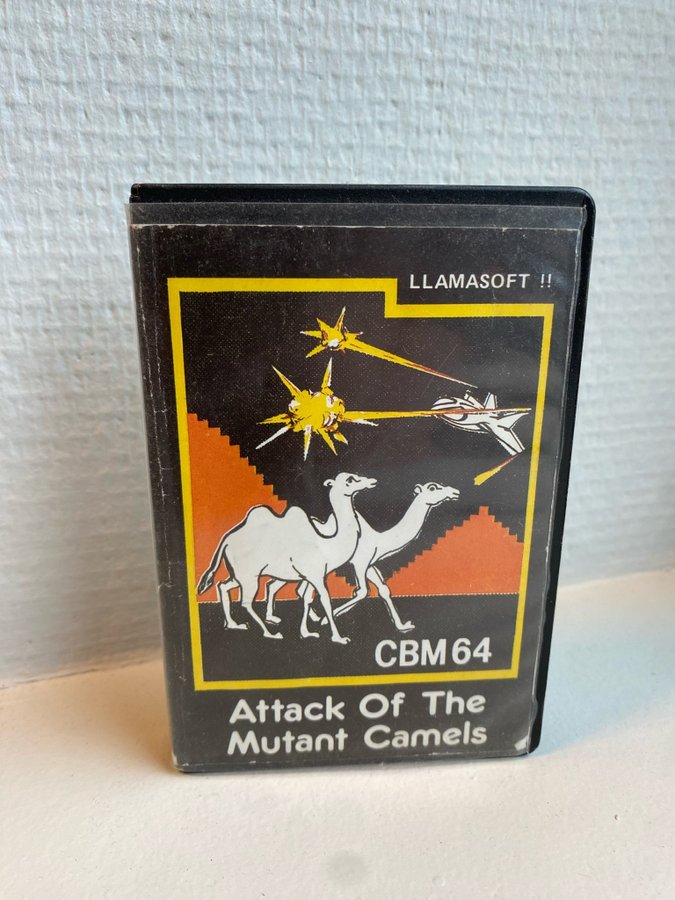 LLAMASOFT !!
CBM 64
Attack Of The
Mutant Camels